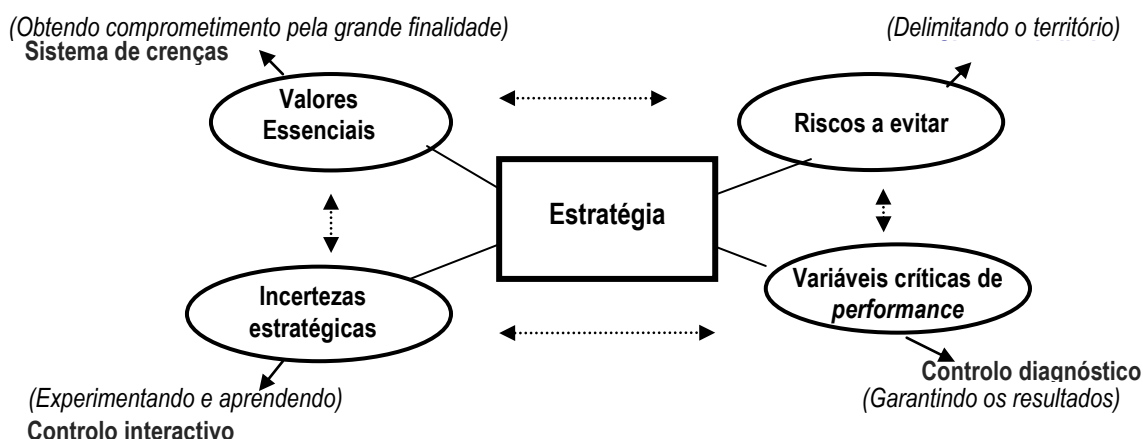 (Obtendo comprometimento pela grande finalidade)
Sistema de crenças
(Delimitando o território)
Valores
Essenciais
Riscos a evitar
Estratégia
Incertezas
estratégicas
Variáveis críticas de
performance
(Experimentando e aprendendo)
Controlo interactivo
Controlo diagnóstico
(Garantindo os resultados)